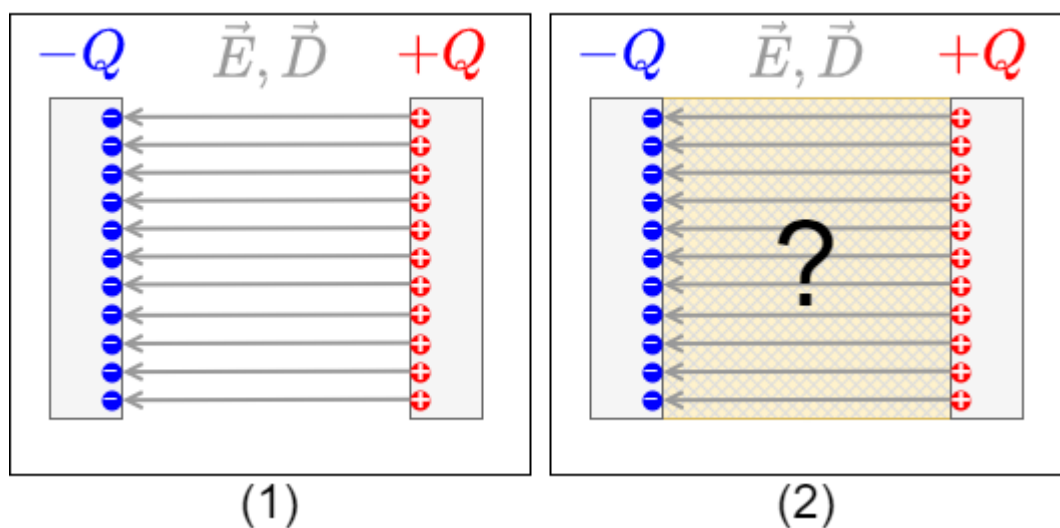 −Q E⃗, D⃗ +Q
−Q E⃗, D⃗ +Q
?
(1)
(2)